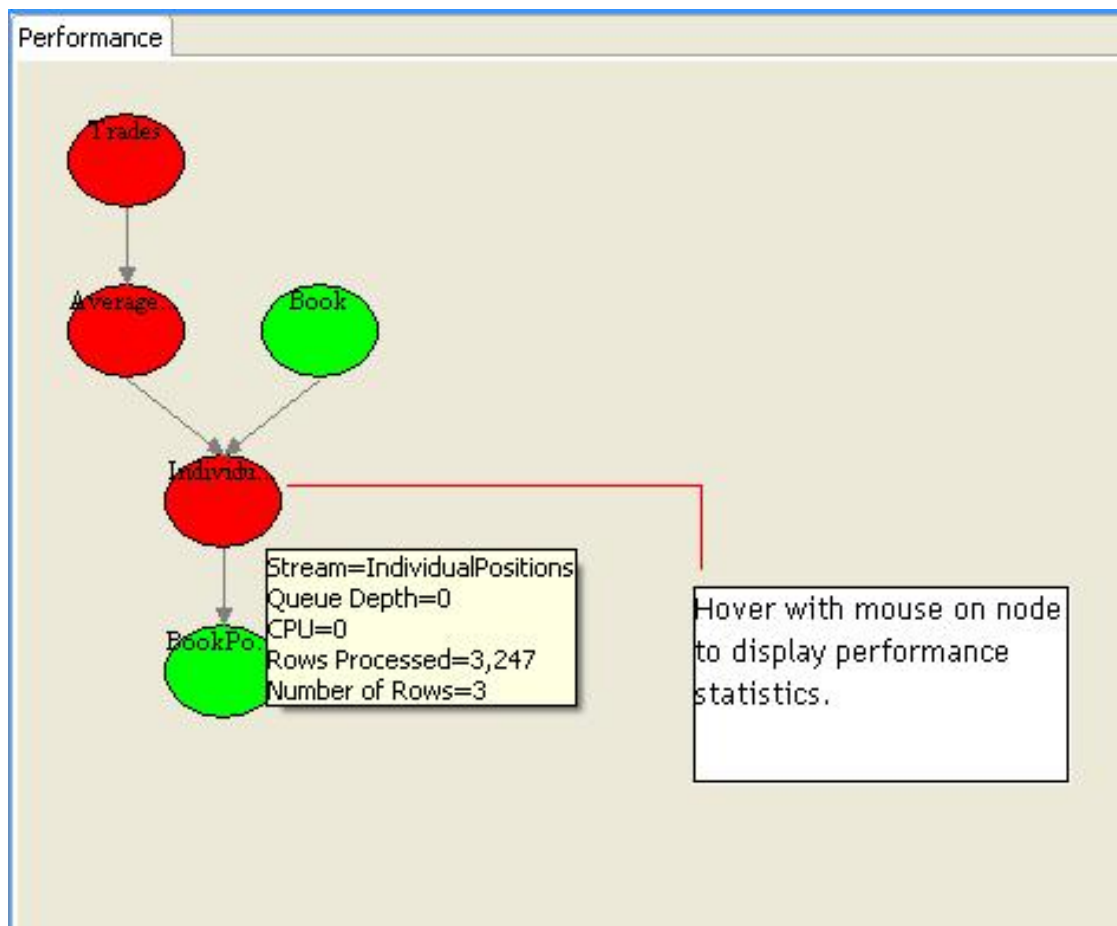 Performance
Trades
Average...
Book
Individu...
Stream=IndividualPositions
Queue Depth=0
CPU=0
Rows Processed=3,247
Number of Rows=3
BookPo...
Hover with mouse on node
to display performance
statistics.